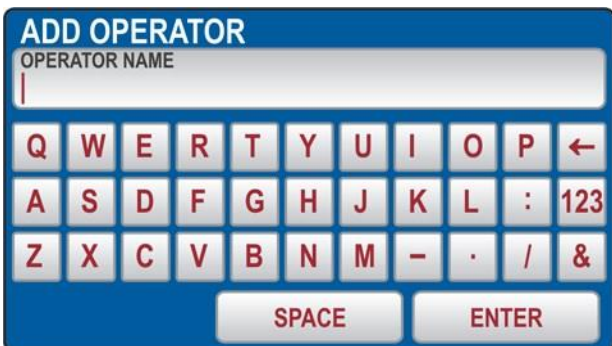 ADD OPERATOR
OPERATOR NAME
Q W E R T Y U I O P ←
A S D F G H J K L : 123
Z X C V B N M – . / &
SPACE ENTER